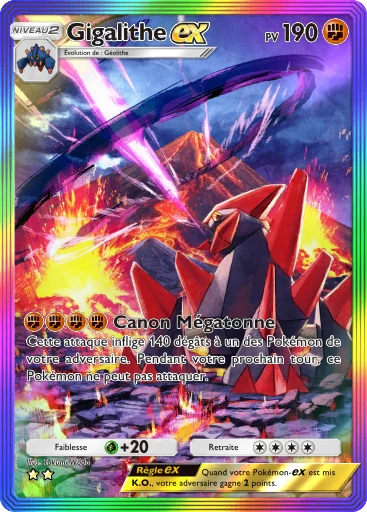 NIVEAU2 Gigalithe ex PV 190
Évolution de : Géolithe
Canon Mégatonne
Cette attaque inflige 140 dégâts à un des Pokémon de
votre adversaire. Pendant votre prochain tour, ce
Pokémon ne peut pas attaquer.
Faiblesse +20 Retraite
Illus.
Règle ex Quand votre Pokémon-ex est mis
K.O., votre adversaire gagne 2 points.